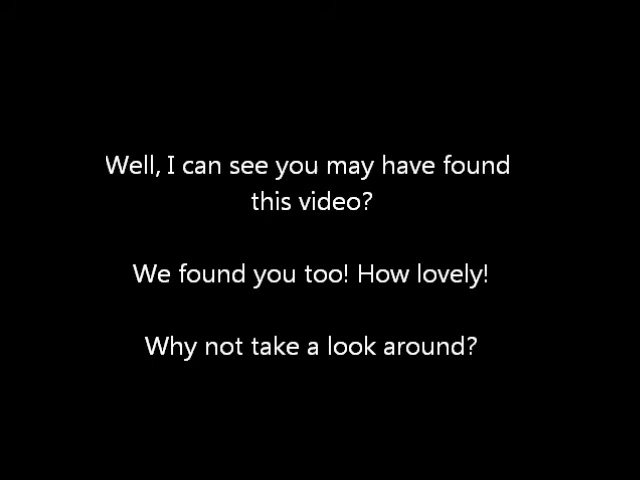 Well, I can see you may have found
this video?
We found you too! How lovely!
Why not take a look around?